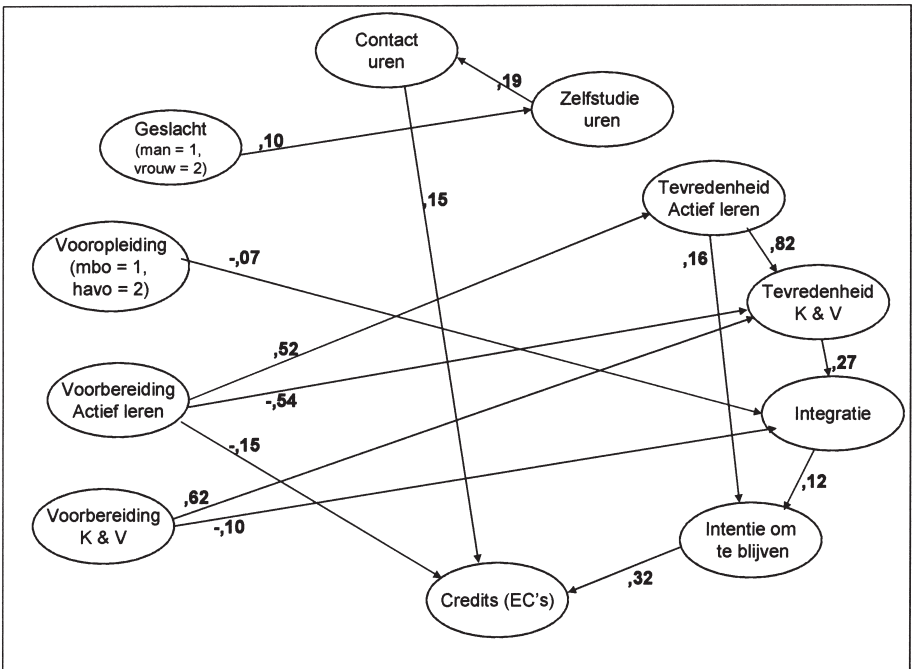 Contact
uren
,19
Zelfstudie
uren
Geslacht
(man = 1,
vrouw = 2)
,10
,15
Tevredenheid
Actief leren
Vooropleiding
(mbo = 1,
havo = 2)
-,07
,16
,82
Tevredenheid
K & V
,52
,27
Voorbereiding
Actief leren
-,54
Integratie
-,15
,12
,62
Voorbereiding
K & V
-,10
Intentie om
te blijven
,32
Credits (EC's)